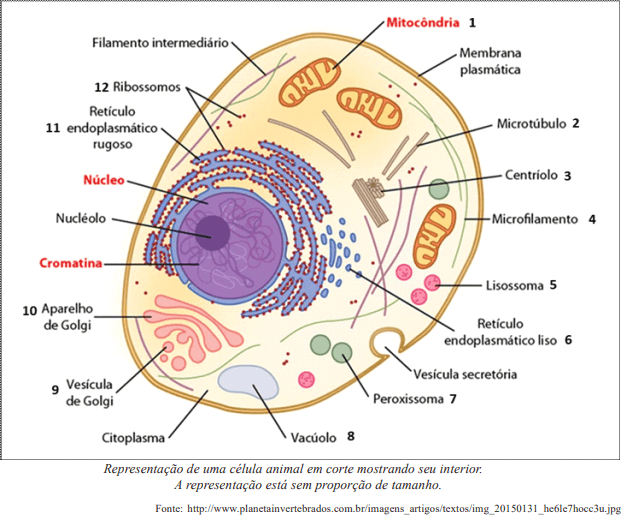 Mitocôndria 1
Filamento intermediário
Membrana
plasmática
12 Ribossomos
Retículo
11 endoplasmático
rugoso
Microtúbulo 2
Núcleo
Centríolo 3
Nucléolo
Microfilamento 4
Cromatina
Lisossoma 5
10 Aparelho
de Golgi
Retículo
endoplasmático liso 6
9 Vesícula
de Golgi
Vesícula secretória
Peroxissoma 7
Citoplasma
Vacúolo 8
Representação de uma célula animal em corte mostrando seu interior.
A representação está sem proporção de tamanho.
Fonte: http://www.planetainvertebrados.com.br/imagens_artigos/textos/img_20150131_he6le7hocc3u.jpg